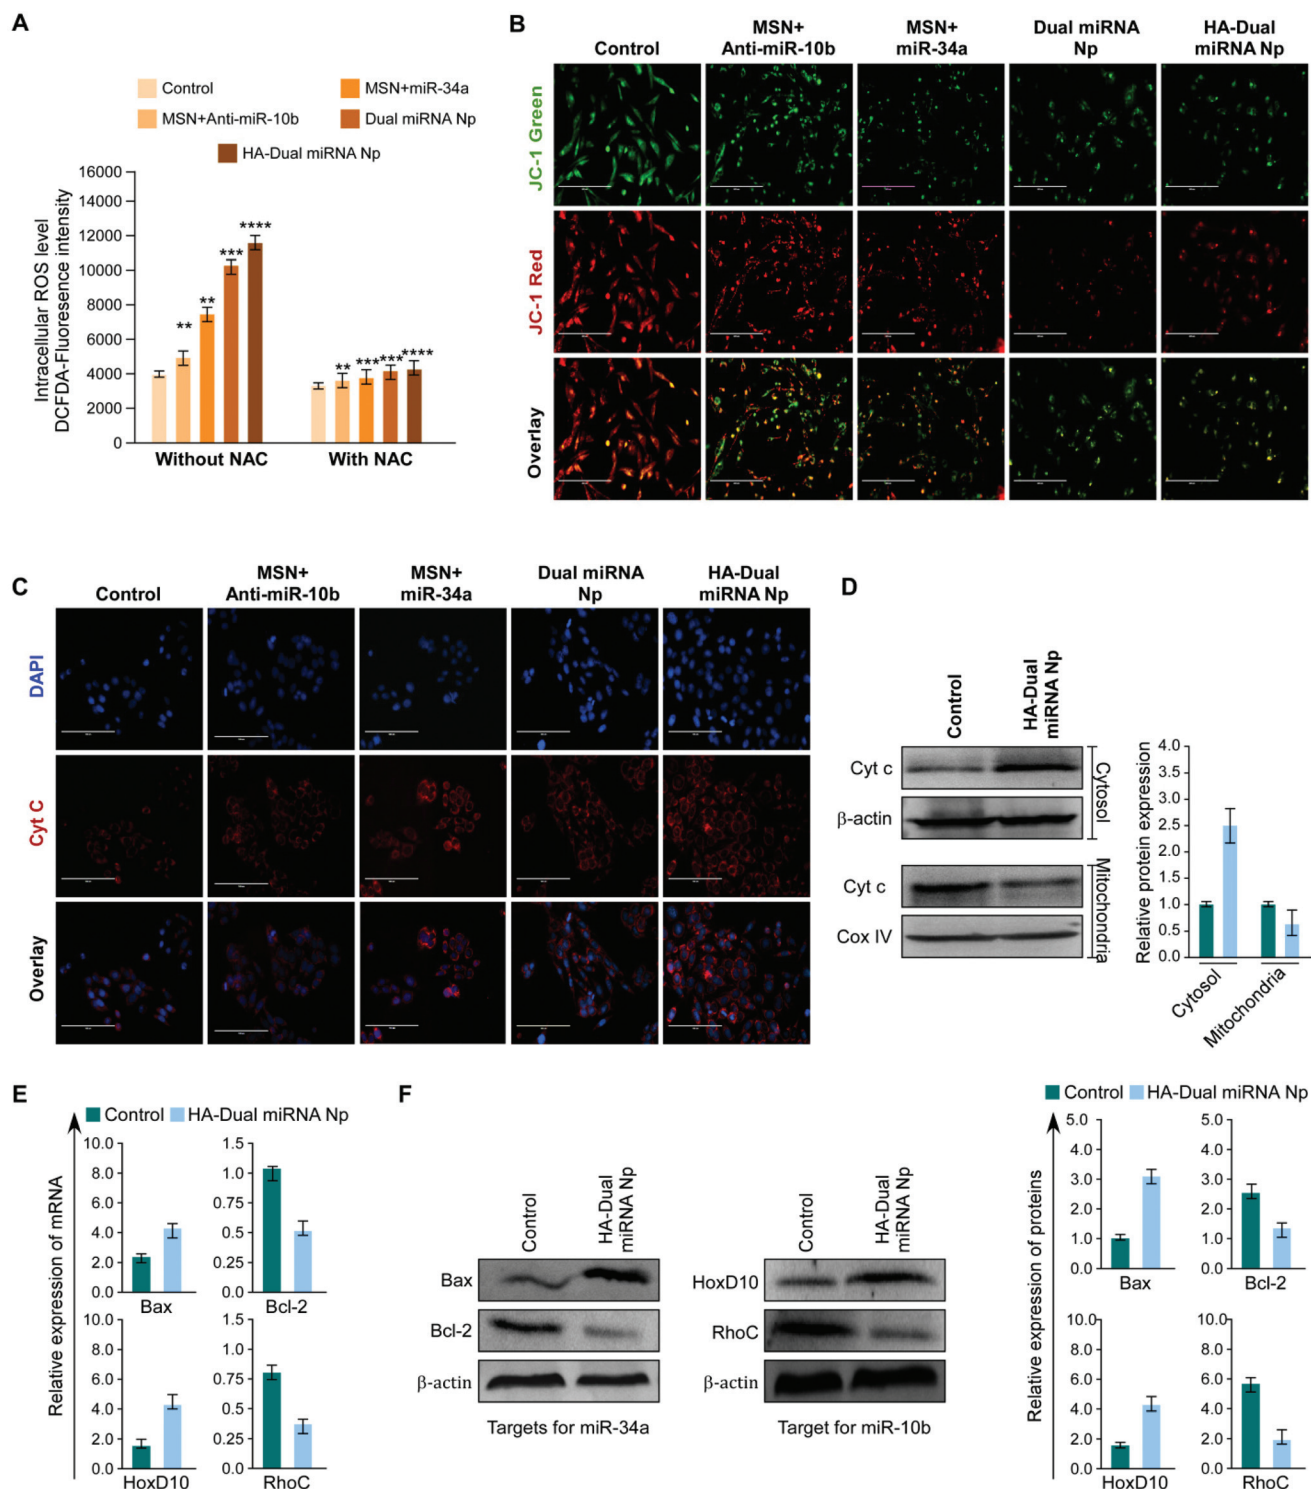 A
Control
MSN+miR-34a
MSN+Anti-miR-10b
Dual miRNA Np
HA-Dual miRNA Np
Intracellular ROS level
DCFDA-Fluoresence intensity
16000
14000
12000
10000
8000
6000
4000
2000
0
**
**
***
****
**
***
***
****
Without NAC
With NAC
B
Control
MSN+
Anti-miR-10b
MSN+
miR-34a
Dual miRNA
Np
HA-Dual
miRNA Np
JC-1 Green
JC-1 Red
Overlay
C
Control
MSN+
Anti-miR-10b
MSN+
miR-34a
Dual miRNA
Np
HA-Dual
miRNA Np
DAPI
Cyt C
Overlay
D
Control
HA-Dual
miRNA Np
Cyt c
β-actin
Cytosol
Cyt c
Cox IV
Mitochondria
Relative protein expression
4.0
3.5
3.0
2.5
2.0
1.5
1.0
0.5
0.0
Cytosol
Mitochondria
E
Control
HA-Dual miRNA Np
Relative expression of mRNA
10.0
8.0
6.0
4.0
2.0
0.0
Bax
1.5
1.0
0.5
0.0
Bcl-2
10.0
8.0
6.0
4.0
2.0
0.0
HoxD10
1.5
1.0
0.75
0.5
0.25
0.0
RhoC
F
Control
HA-Dual
miRNA Np
Bax
Bcl-2
β-actin
Targets for miR-34a
Control
HA-Dual
miRNA Np
HoxD10
RhoC
β-actin
Target for miR-10b
Control
HA-Dual miRNA Np
Relative expression of proteins
5.0
4.0
3.0
2.0
1.0
0.0
Bax
5.0
4.0
3.0
2.0
1.0
0.0
Bcl-2
10.0
8.0
6.0
4.0
2.0
0.0
HoxD10
10.0
8.0
6.0
4.0
2.0
0.0
RhoC